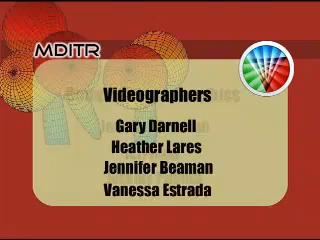 MDITR
Videographers
Gary Darnell
Heather Lares
Jennifer Beaman
Vanessa Estrada